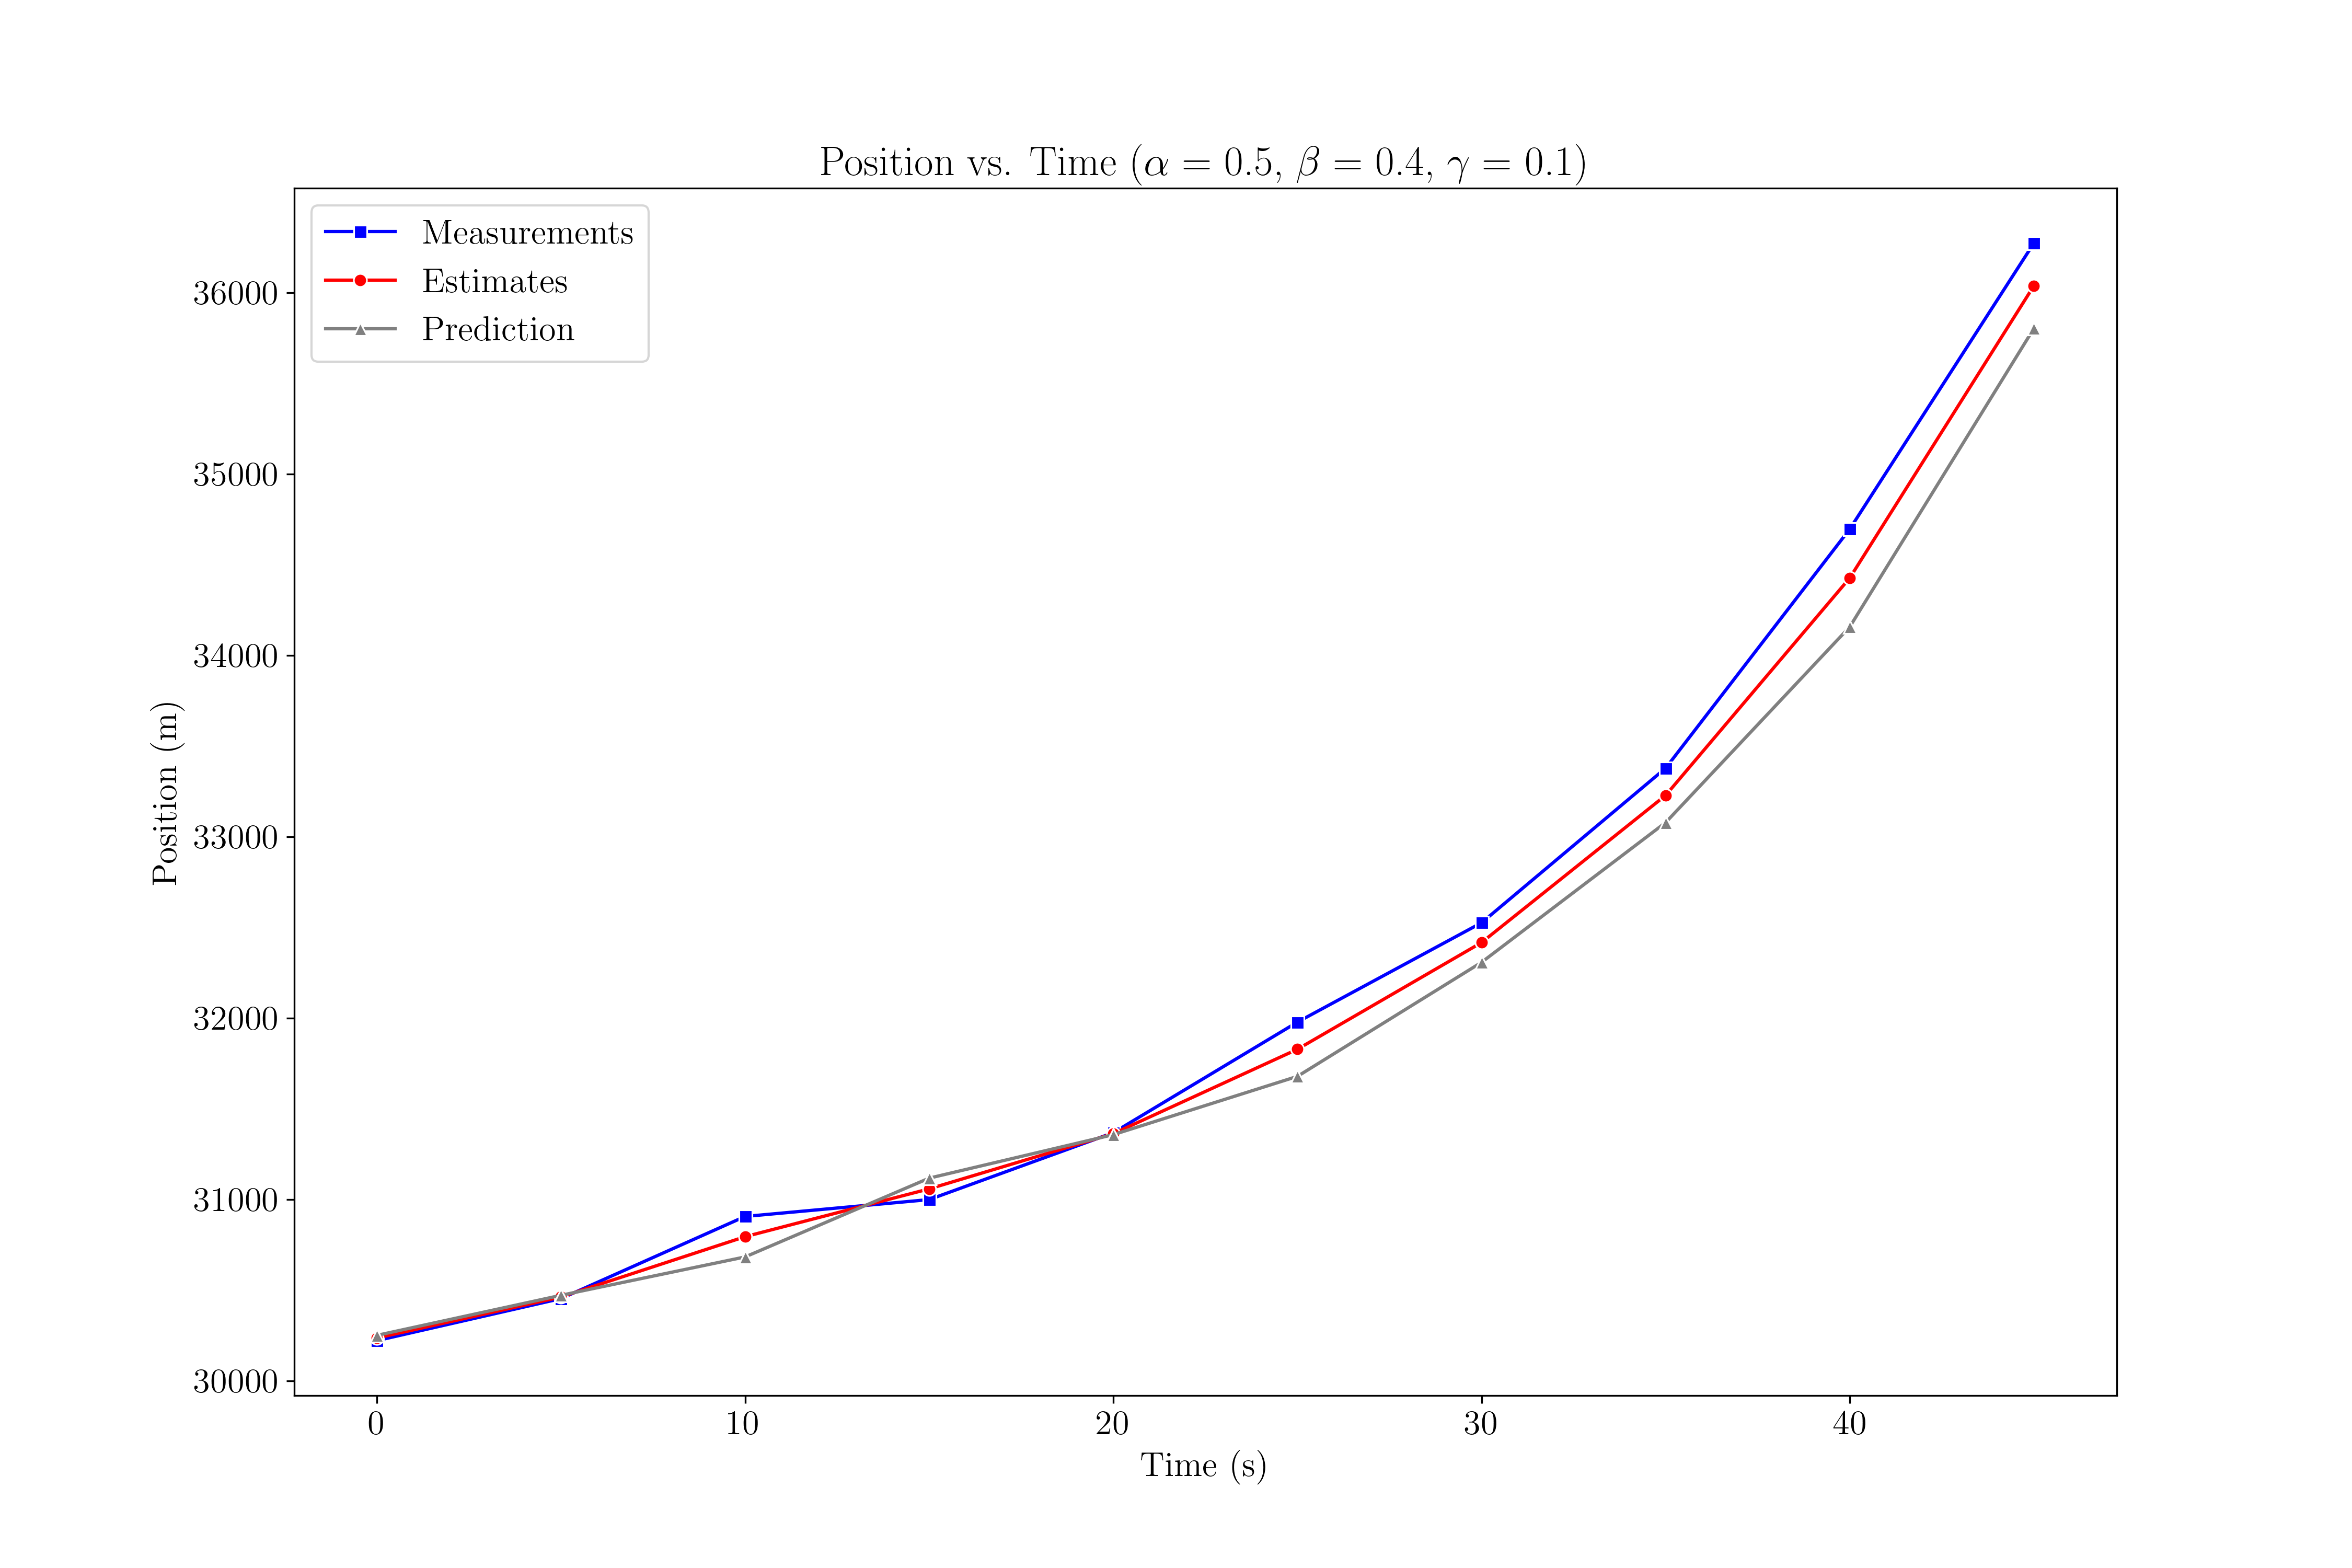 Position vs. Time (α = 0.5, β = 0.4, γ = 0.1)
Measurements
Estimates
Prediction
36000
35000
34000
33000
32000
31000
30000
Position (m)
0 10 20 30 40
Time (s)